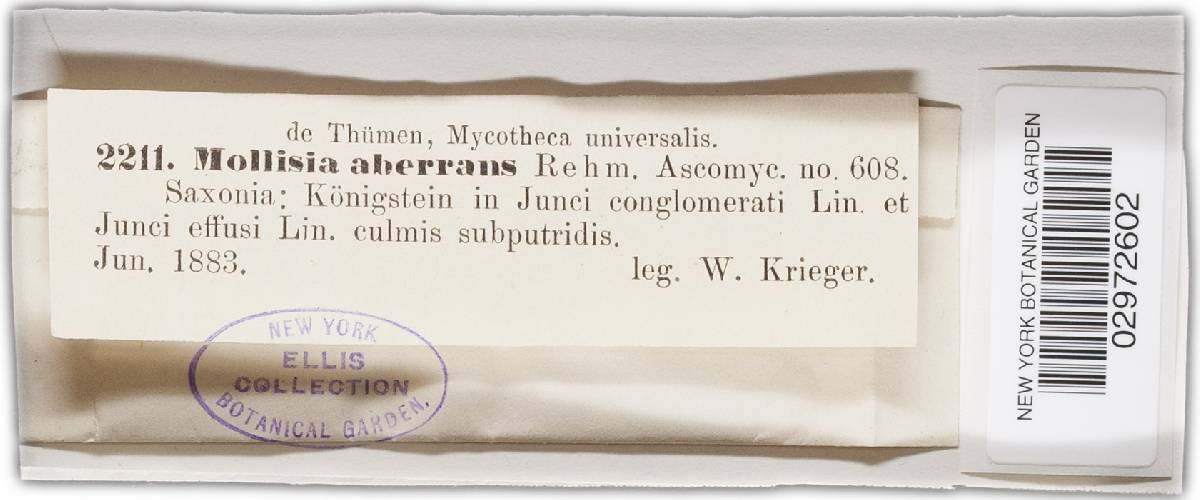 de Thümen, Mycotheca universalis.
2211. Mollisia aberrans Rehm. Ascomyc. no. 608.
Saxonia: Königstein in Junci conglomerati Lin. et
Junci effusi Lin. culmis subputridis.
Jun. 1883.
leg. W. Krieger.
NEW YORK
ELLIS
COLLECTION
BOTANICAL GARDEN.
NEW YORK BOTANICAL GARDEN
02972602